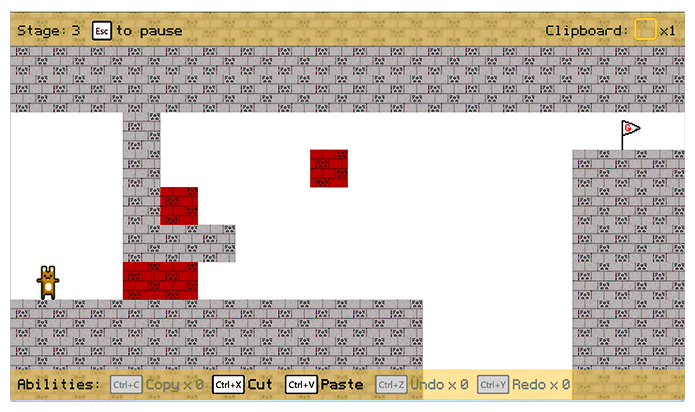 Stage: 3 Esc to pause Clipboard: x1
G
Abilities: Ctrl+C Copy x 0 Ctrl+X Cut Ctrl+V Paste Ctrl+Z Undo x 0 Ctrl+Y Redo x 0